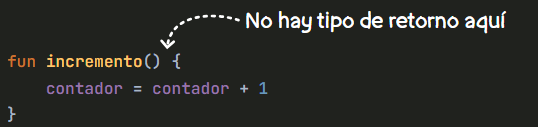 No hay tipo de retorno aquí
fun incremento() {
    contador = contador + 1
}